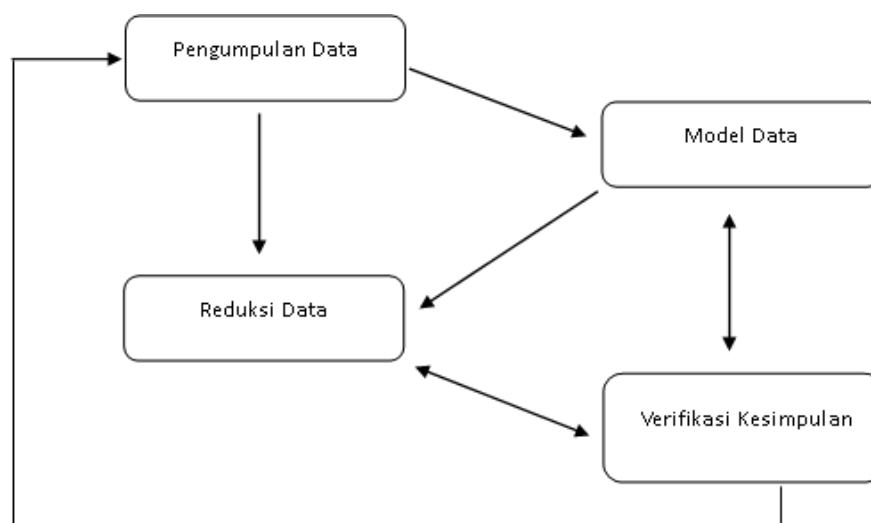 Pengumpulan Data
Model Data
Reduksi Data
Verifikasi Kesimpulan